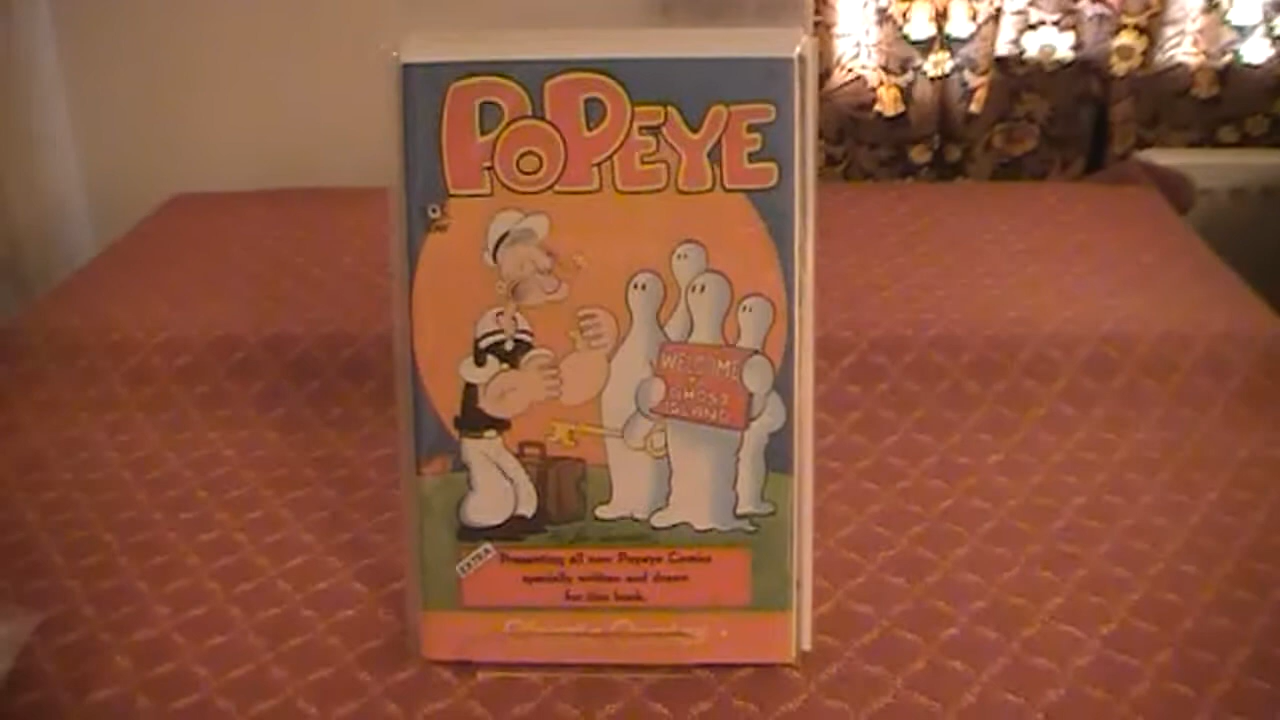 POPEYE
WELCOME
TO
GHOST
ISLAND
EXTRA
Presenting all new Popeye Comics
specially written and drawn
for this book.